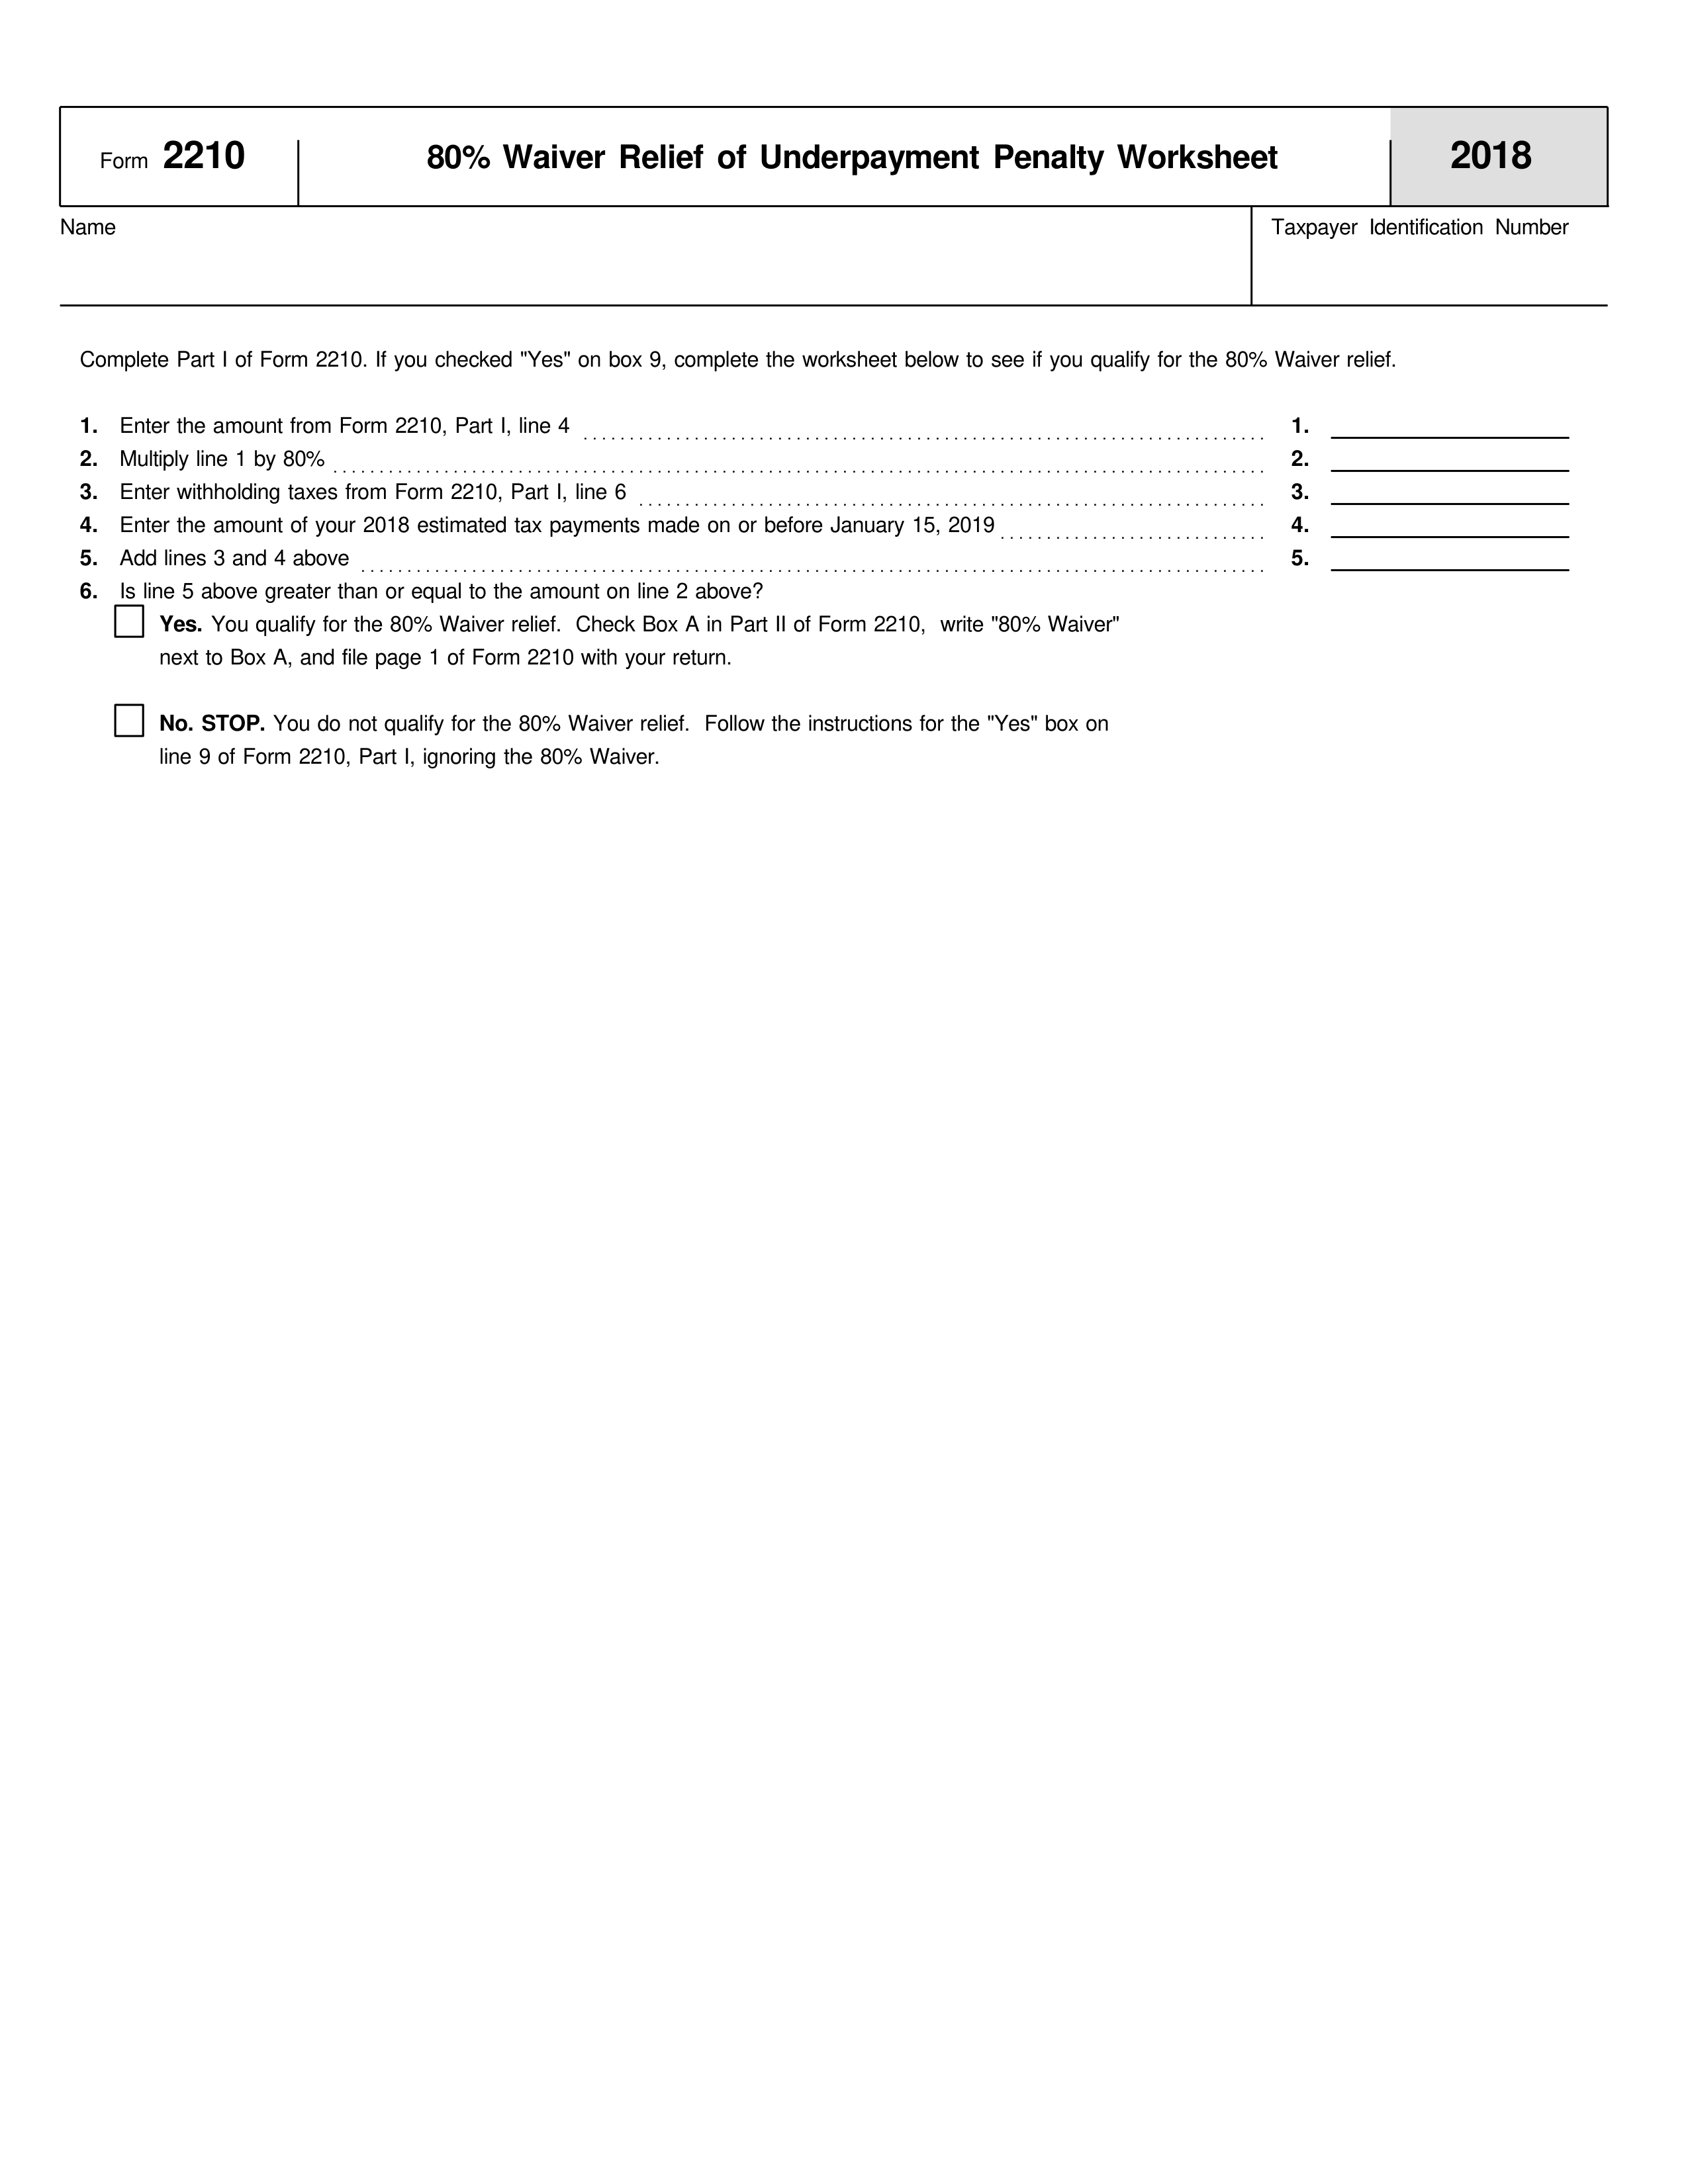 Form 2210 80% Waiver Relief of Underpayment Penalty Worksheet 2018
Name Taxpayer Identification Number
Complete Part I of Form 2210. If you checked "Yes" on box 9, complete the worksheet below to see if you qualify for the 80% Waiver relief.
1. Enter the amount from Form 2210, Part I, line 4 1.
2. Multiply line 1 by 80% 2.
3. Enter withholding taxes from Form 2210, Part I, line 6 3.
4. Enter the amount of your 2018 estimated tax payments made on or before January 15, 2019 4.
5. Add lines 3 and 4 above 5.
6. Is line 5 above greater than or equal to the amount on line 2 above?
Yes. You qualify for the 80% Waiver relief. Check Box A in Part II of Form 2210, write "80% Waiver"
next to Box A, and file page 1 of Form 2210 with your return.
No. STOP. You do not qualify for the 80% Waiver relief. Follow the instructions for the "Yes" box on
line 9 of Form 2210, Part I, ignoring the 80% Waiver.